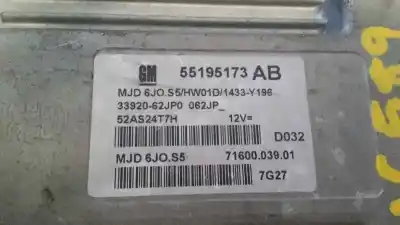 GM 55195173 AB
MJD 6JO.S5/HW01D/1433-Y196
33920-62JP0 062JP_
52AS24T7H 12V=
D032
MJD 6JO.S5 71600.039.01
7G27